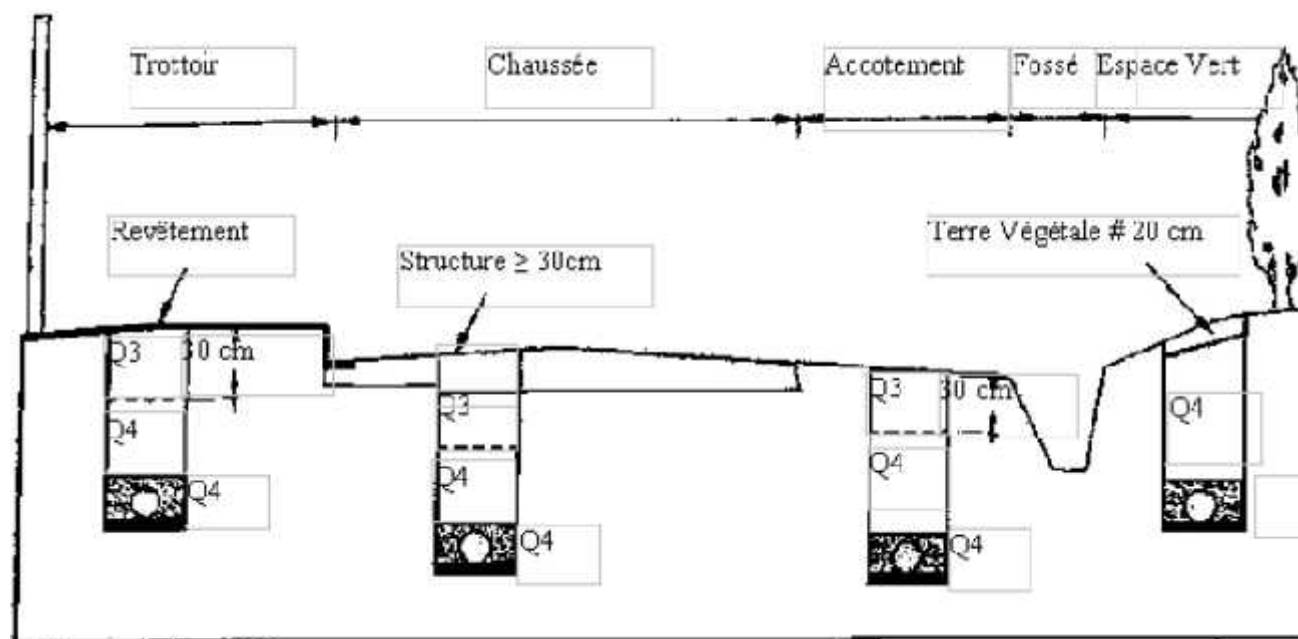 Trottoir
Chaussée
Accotement
Fossé
Espace Vert
Revêtement
Structure ≥ 30cm
Terre Végétale # 20 cm
Q3
30 cm
Q4
Q4
Q3
Q4
Q4
Q3
30 cm
Q4
Q4
Q4